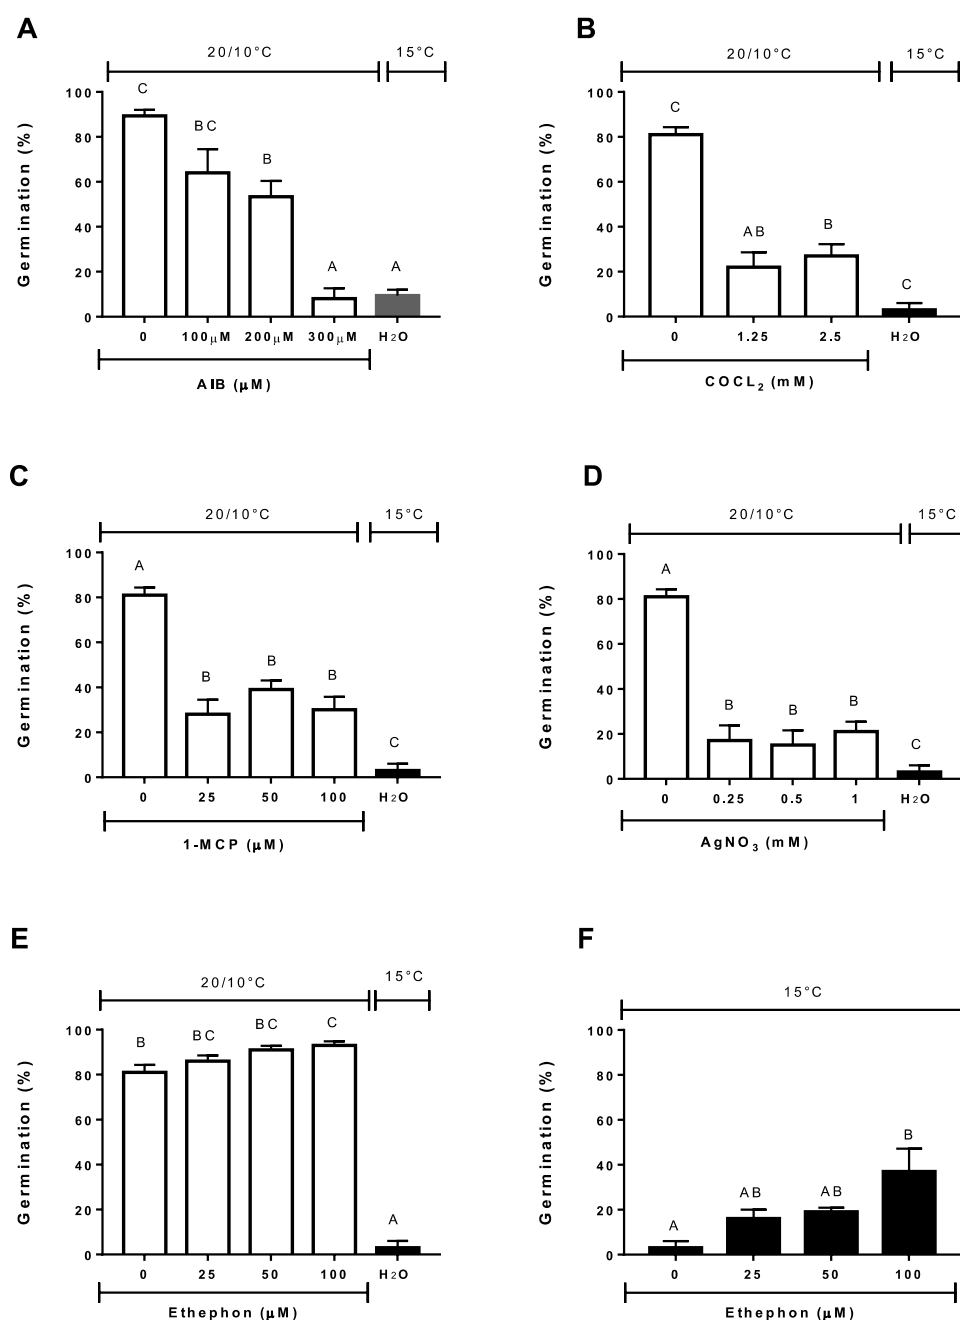 A
20/10°C 15°C
C
BC
B
A
A
100
80
60
40
20
0
Germination (%)
0 100μM 200μM 300μM H₂O
AIB (μM)
B
20/10°C 15°C
C
AB
B
C
100
80
60
40
20
0
Germination (%)
0 1.25 2.5 H₂O
COCL₂ (mM)
C
20/10°C 15°C
A
B
B
B
C
100
80
60
40
20
0
Germination (%)
0 25 50 100 H₂O
1-MCP (μM)
D
20/10°C 15°C
A
B
B
B
C
100
80
60
40
20
0
Germination (%)
0 0.25 0.5 1 H₂O
AgNO₃ (mM)
E
20/10°C 15°C
B
BC
BC
C
A
100
80
60
40
20
0
Germination (%)
0 25 50 100 H₂O
Ethephon (μM)
F
15°C
A
AB
AB
B
100
80
60
40
20
0
Germination (%)
0 25 50 100
Ethephon (μM)